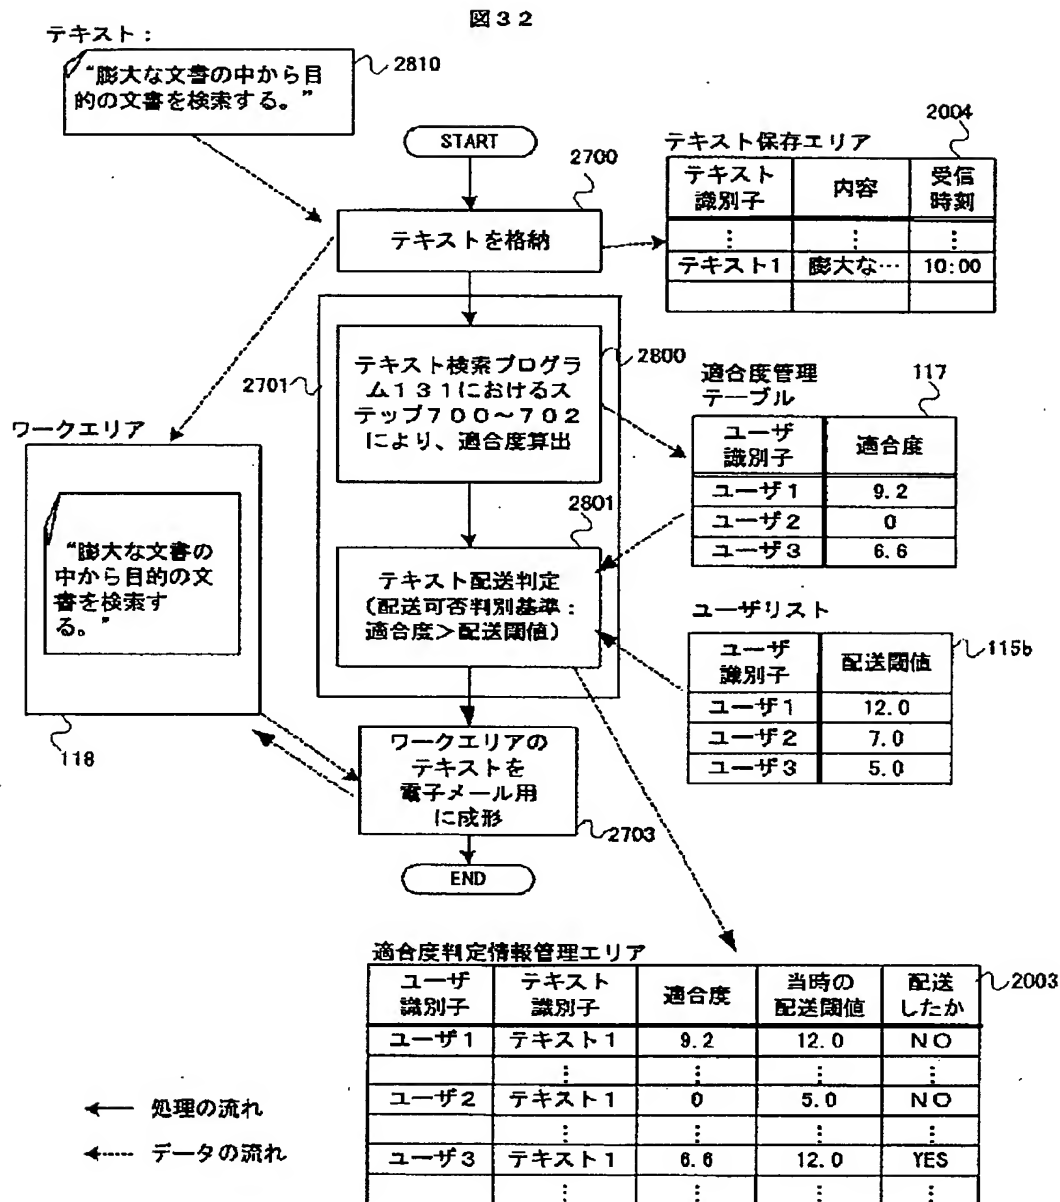 図32
テキスト：
“膨大な文書の中から目
的の文書を検索する。”
2810
START
2700
テキストを格納
テキスト保存エリア
2004
テキスト
識別子
内容
受信
時刻
⋮ ⋮ ⋮
テキスト1 膨大な… 10:00
2701
テキスト検索プログラ
ム131におけるス
テップ700～702
により、適合度算出
2800
適合度管理
テーブル
117
ユーザ
識別子
適合度
ユーザ1 9.2
ユーザ2 0
ユーザ3 6.6
ワークエリア
“膨大な文書の
中から目的の文
書を検索す
る。”
118
2801
テキスト配送判定
(配送可否判別基準：
適合度＞配送閾値)
ユーザリスト
115b
ユーザ
識別子
配送閾値
ユーザ1 12.0
ユーザ2 7.0
ユーザ3 5.0
ワークエリアの
テキストを
電子メール用
に成形
2703
END
適合度判定情報管理エリア
2003
ユーザ
識別子
テキスト
識別子
適合度
当時の
配送閾値
配送
したか
ユーザ1 テキスト1 9.2 12.0 NO
⋮ ⋮ ⋮ ⋮
ユーザ2 テキスト1 0 5.0 NO
⋮ ⋮ ⋮ ⋮
ユーザ3 テキスト1 6.6 12.0 YES
⋮ ⋮ ⋮ ⋮
処理の流れ
データの流れ